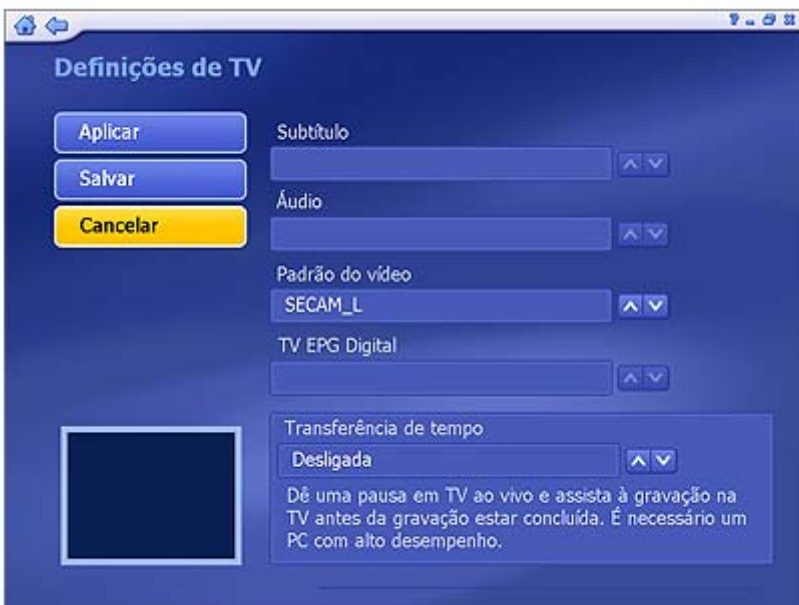 Definições de TV
Aplicar
Salvar
Cancelar
Subtítulo
Áudio
Padrão do vídeo
SECAM_L
TV EPG Digital
Transferência de tempo
Desligada
Dê uma pausa em TV ao vivo e assista à gravação na
TV antes da gravação estar concluída. É necessário um
PC com alto desempenho.